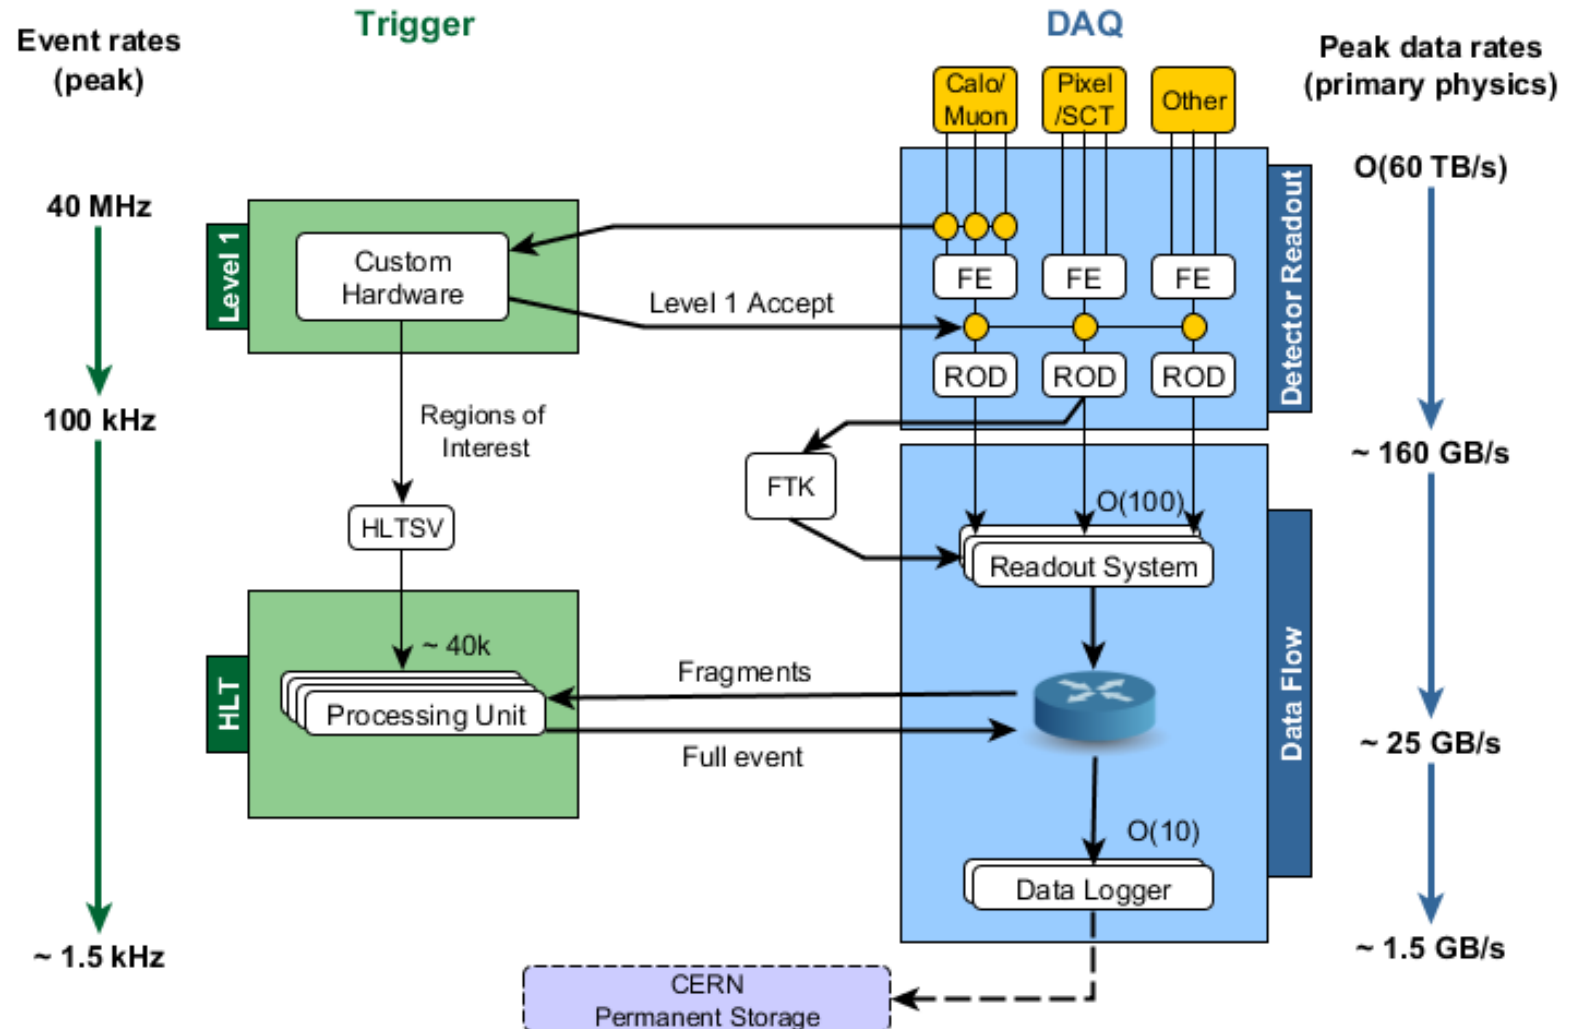 Trigger
DAQ
Event rates
(peak)
Peak data rates
(primary physics)
Calo/
Muon
Pixel
/SCT
Other
40 MHz
O(60 TB/s)
Level 1
Custom
Hardware
Level 1 Accept
FE
FE
FE
ROD
ROD
ROD
Detector Readout
100 kHz
Regions of
Interest
~ 160 GB/s
FTK
HLTSV
O(100)
Readout System
~ 40k
HLT
Processing Unit
Fragments
Full event
Data Flow
~ 25 GB/s
O(10)
Data Logger
~ 1.5 kHz
~ 1.5 GB/s
CERN
Permanent Storage